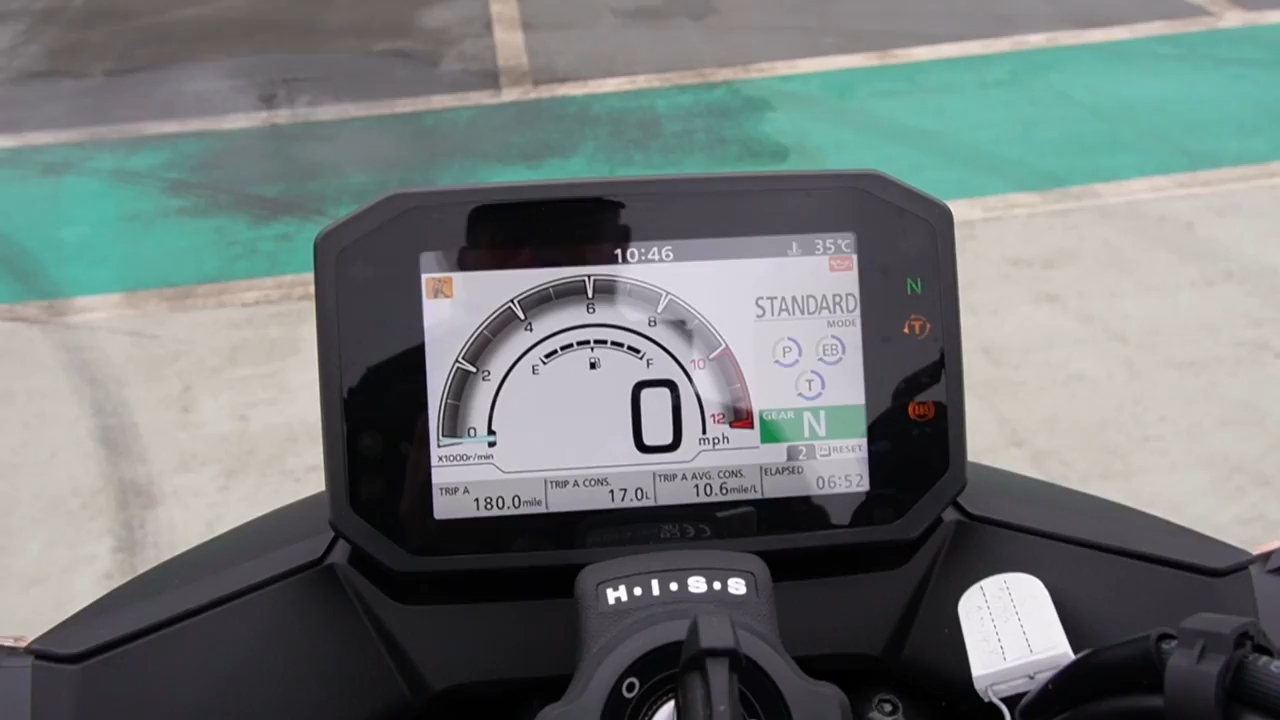 10:46
35°C
STANDARD
MODE
P EB
T
GEAR N
2 RESET
0 2 4 6 8 10 12
E F
0 mph
X1000r/min
TRIP A
180.0mile
TRIP A CONS.
17.0L
TRIP A AVG. CONS.
10.6mile/L
ELAPSED
06:52
N
T
ABS
H·I·S·S
O